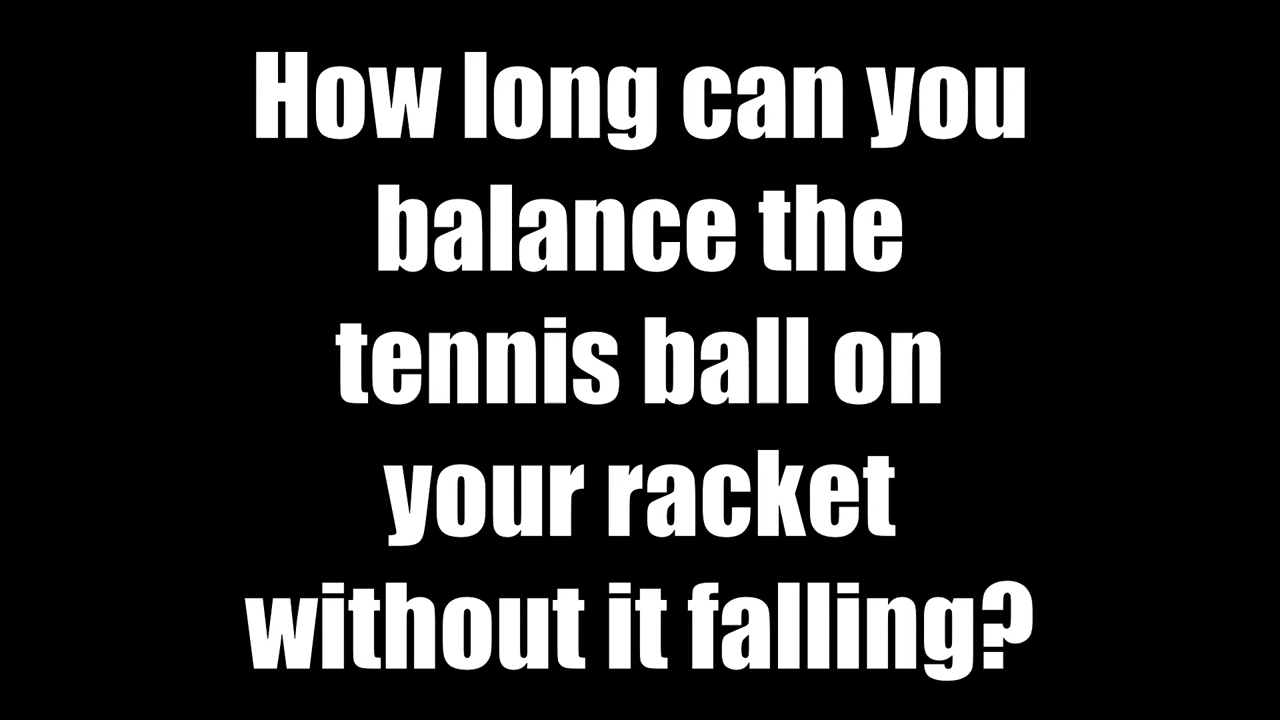 How long can you
balance the
tennis ball on
your racket
without it falling?